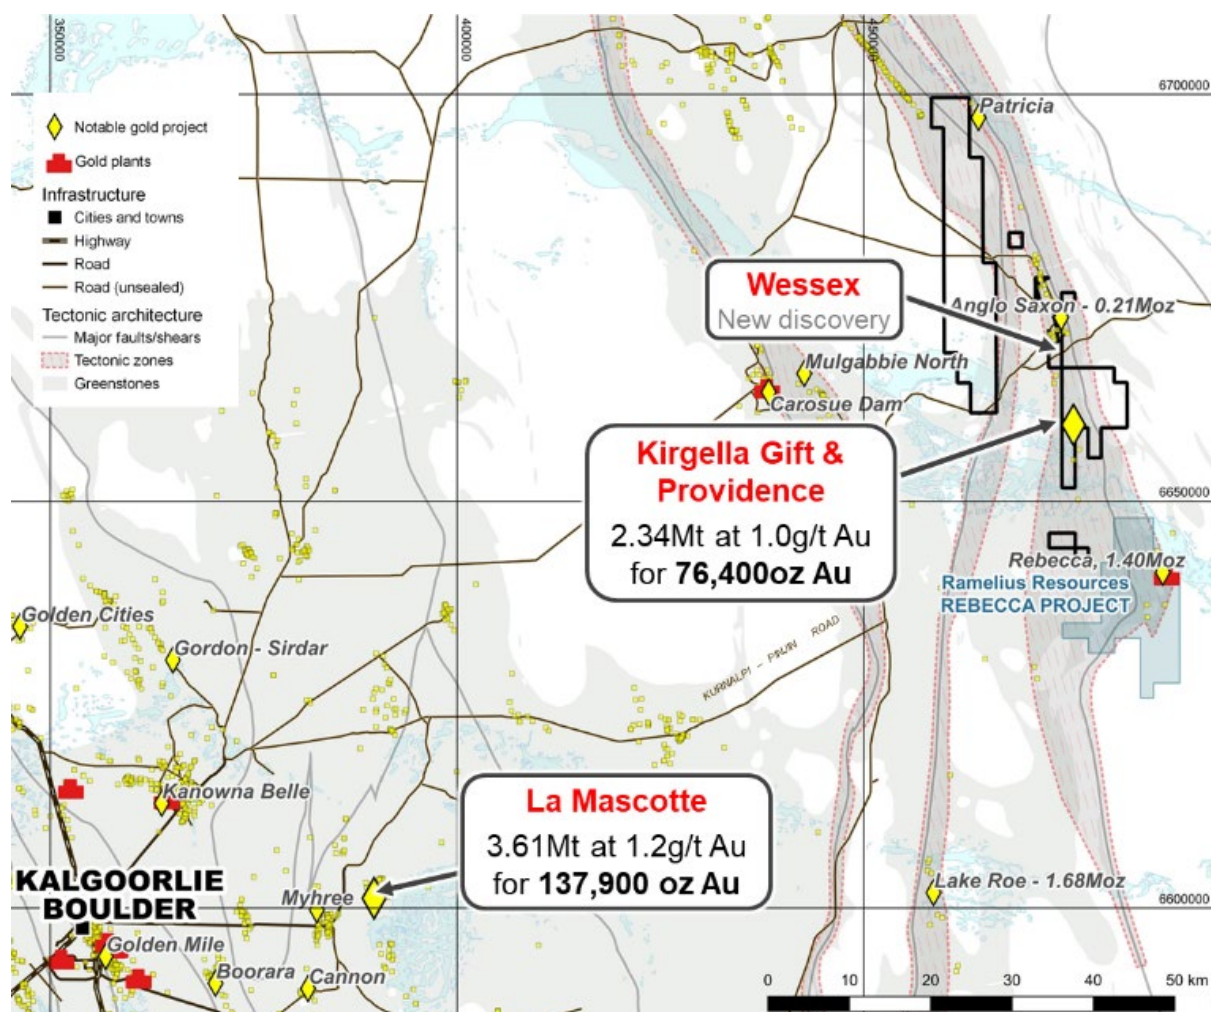 350000
400000
450000
6700000
Notable gold project
Gold plants
Infrastructure
Cities and towns
Highway
Road
Road (unsealed)
Tectonic architecture
Major faults/shears
Tectonic zones
Greenstones
Patricia
Wessex
New discovery
Anglo Saxon - 0.21Moz
Mulgabbie North
Carosue Dam
Kirgella Gift &
Providence
2.34Mt at 1.0g/t Au
for 76,400oz Au
6650000
Rebecca, 1.40Moz
Ramelius Resources
REBECCA PROJECT
Golden Cities
Gordon - Sirdar
KURNALPI - PINJIN ROAD
Kanowna Belle
La Mascotte
3.61Mt at 1.2g/t Au
for 137,900 oz Au
KALGOORLIE
BOULDER
Myhree
Lake Roe - 1.68Moz
6600000
Golden Mile
Boorara
Cannon
0 10 20 30 40 50 km